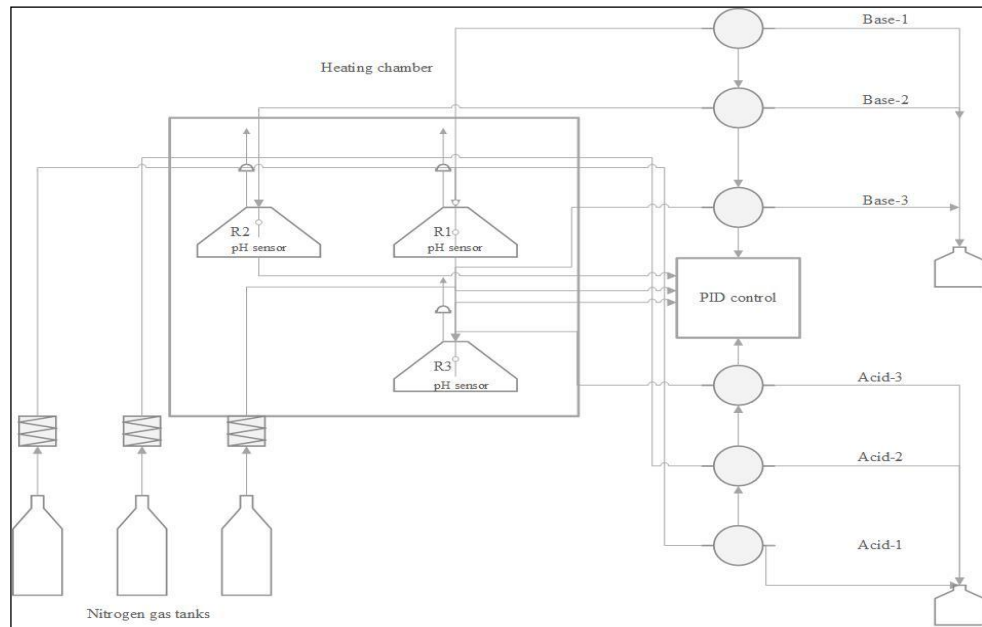 Base-1
Heating chamber
Base-2
Base-3
R2
pH sensor
R1
pH sensor
PID control
R3
pH sensor
Acid-3
Acid-2
Acid-1
Nitrogen gas tanks